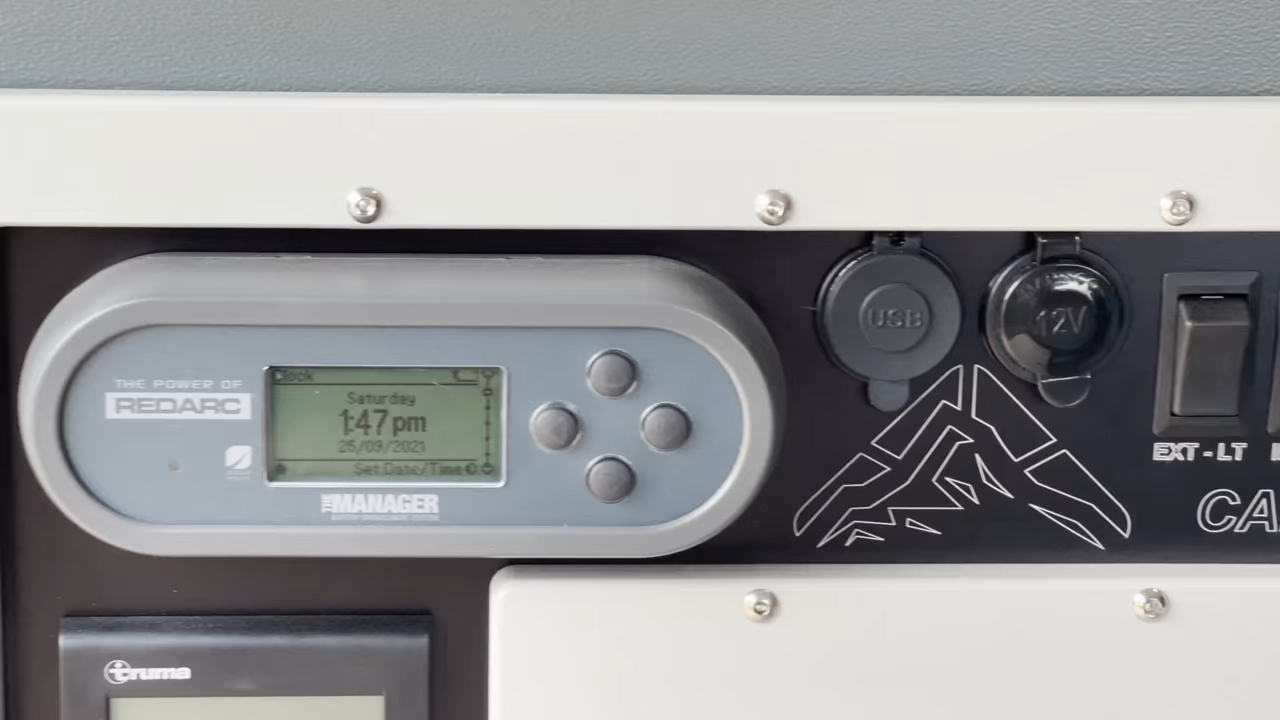 THE POWER OF
REDARC
Clock
Saturday
1:47 pm
25/09/2021
Set Date/Time
THE MANAGER
USB
12V
EXT-LT
CA
truma